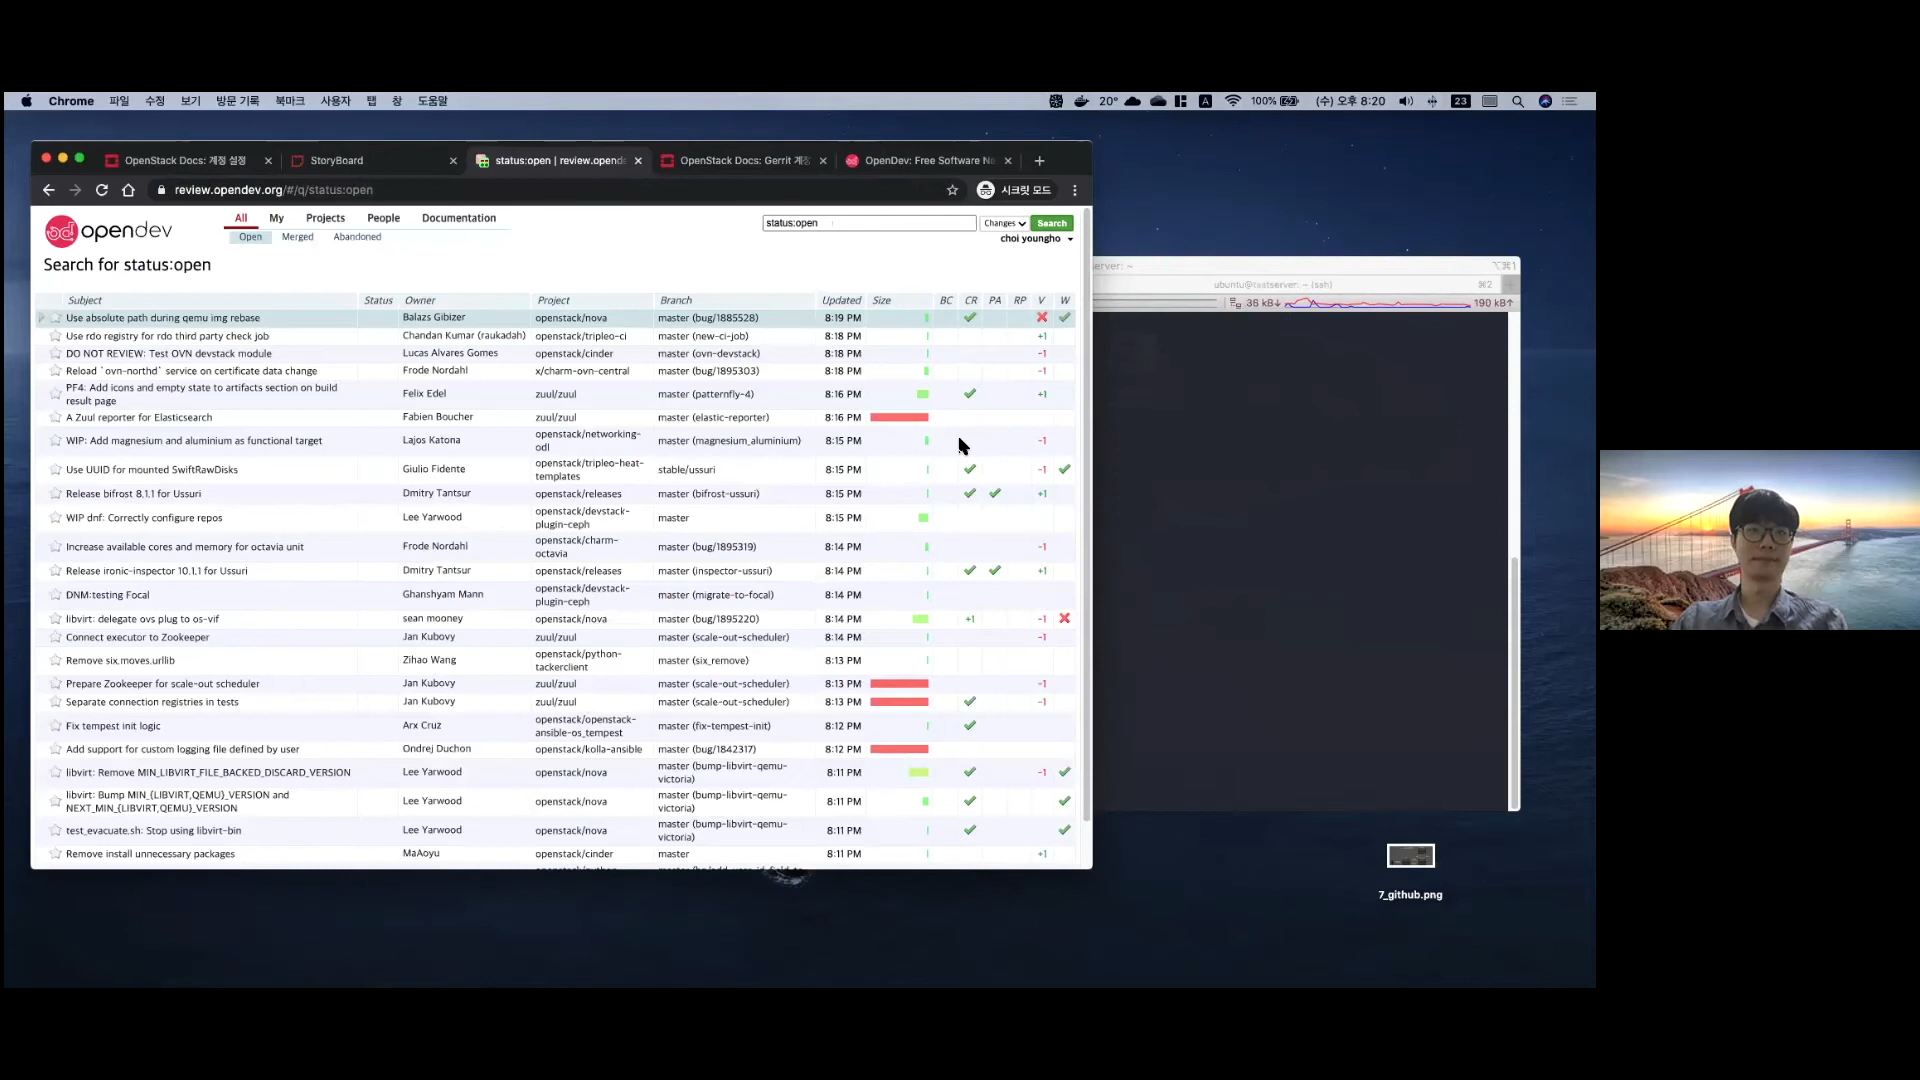 Chrome 파일 수정 보기 방문 기록 북마크 사용자 탭 창 도움말 20° A 100% (수) 오후 8:20 23
OpenStack Docs: 계정 설정 StoryBoard status:open | review.opende OpenStack Docs: Gerrit 계정 OpenDev: Free Software Ne
review.opendev.org/#/q/status:open 시크릿 모드
opendev All My Projects People Documentation status:open Changes Search
Open Merged Abandoned choi youngho
Search for status:open
Subject Status Owner Project Branch Updated Size BC CR PA RP V W
Use absolute path during qemu img rebase Balazs Gibizer openstack/nova master (bug/1885528) 8:19 PM
Use rdo registry for rdo third party check job Chandan Kumar (raukadah) openstack/tripleo-ci master (new-ci-job) 8:18 PM +1
DO NOT REVIEW: Test OVN devstack module Lucas Alvares Gomes openstack/cinder master (ovn-devstack) 8:18 PM -1
Reload `ovn-northd` service on certificate data change Frode Nordahl x/charm-ovn-central master (bug/1895303) 8:18 PM -1
PF4: Add icons and empty state to artifacts section on build
result page Felix Edel zuul/zuul master (patternfly-4) 8:16 PM +1
A Zuul reporter for Elasticsearch Fabien Boucher zuul/zuul master (elastic-reporter) 8:16 PM
WIP: Add magnesium and aluminium as functional target Lajos Katona openstack/networking-
odl master (magnesium_aluminium) 8:15 PM -1
Use UUID for mounted SwiftRawDisks Giulio Fidente openstack/tripleo-heat-
templates stable/ussuri 8:15 PM -1
Release bifrost 8.1.1 for Ussuri Dmitry Tantsur openstack/releases master (bifrost-ussuri) 8:15 PM +1
WIP dnf: Correctly configure repos Lee Yarwood openstack/devstack-
plugin-ceph master 8:15 PM
Increase available cores and memory for octavia unit Frode Nordahl openstack/charm-
octavia master (bug/1895319) 8:14 PM -1
Release ironic-inspector 10.1.1 for Ussuri Dmitry Tantsur openstack/releases master (inspector-ussuri) 8:14 PM +1
DNM:testing Focal Ghanshyam Mann openstack/devstack-
plugin-ceph master (migrate-to-focal) 8:14 PM
libvirt: delegate ovs plug to os-vif sean mooney openstack/nova master (bug/1895220) 8:14 PM +1 -1
Connect executor to Zookeeper Jan Kubovy zuul/zuul master (scale-out-scheduler) 8:14 PM -1
Remove six.moves.urllib Zihao Wang openstack/python-
tackerclient master (six_remove) 8:13 PM
Prepare Zookeeper for scale-out scheduler Jan Kubovy zuul/zuul master (scale-out-scheduler) 8:13 PM -1
Separate connection registries in tests Jan Kubovy zuul/zuul master (scale-out-scheduler) 8:13 PM -1
Fix tempest init logic Arx Cruz openstack/openstack-
ansible-os_tempest master (fix-tempest-init) 8:12 PM
Add support for custom logging file defined by user Ondrej Duchon openstack/kolla-ansible master (bug/1842317) 8:12 PM
libvirt: Remove MIN_LIBVIRT_FILE_BACKED_DISCARD_VERSION Lee Yarwood openstack/nova master (bump-libvirt-qemu-
victoria) 8:11 PM -1
libvirt: Bump MIN_{LIBVIRT,QEMU}_VERSION and
NEXT_MIN_{LIBVIRT,QEMU}_VERSION Lee Yarwood openstack/nova master (bump-libvirt-qemu-
victoria) 8:11 PM
test_evacuate.sh: Stop using libvirt-bin Lee Yarwood openstack/nova master (bump-libvirt-qemu-
victoria) 8:11 PM
Remove install unnecessary packages MaAoyu openstack/cinder master 8:11 PM +1
erver: ~ ⌥⌘1
ubuntu@testserver: ~ (ssh) ⌘2
36 kB↓ 190 kB↑
7_github.png